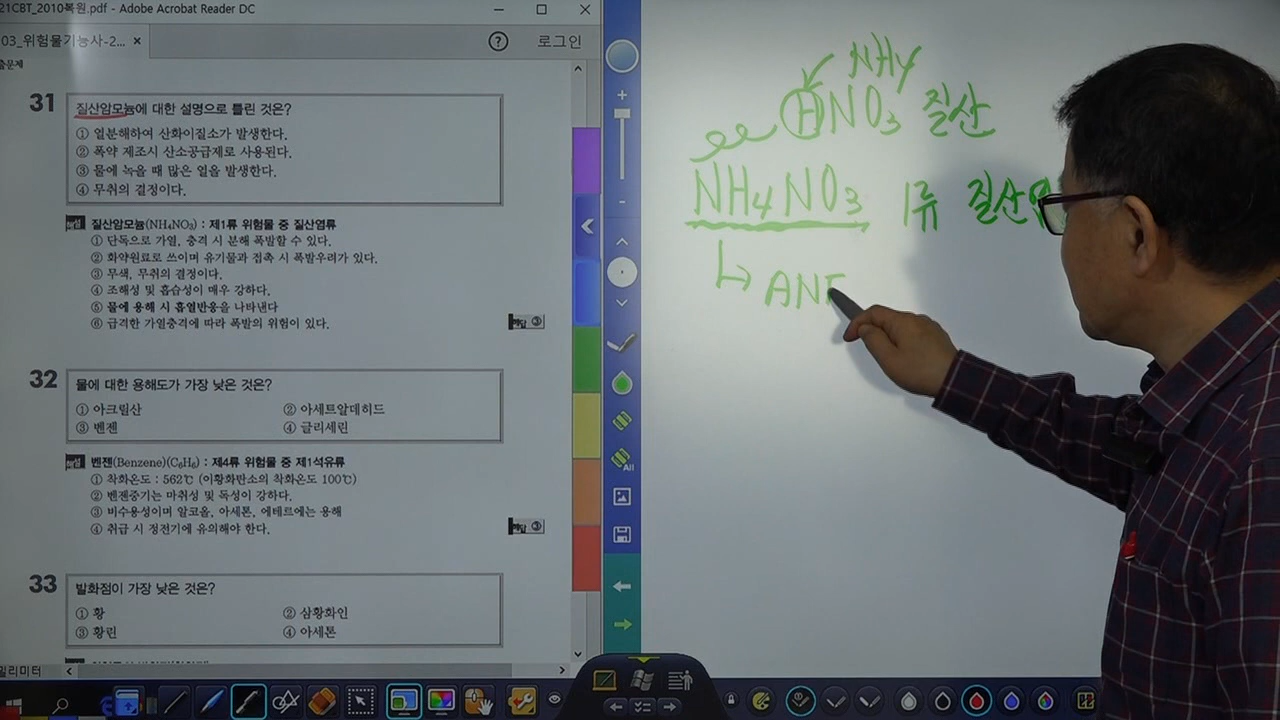 21CBT_2010복원.pdf - Adobe Acrobat Reader DC
03_위험물기능사-2... ×
로그인
출문제
31
질산암모늄에 대한 설명으로 틀린 것은?
① 열분해하여 산화이질소가 발생한다.
② 폭약 제조시 산소공급제로 사용된다.
③ 물에 녹을 때 많은 열을 발생한다.
④ 무취의 결정이다.
해설 질산암모늄(NH₄NO₃) : 제1류 위험물 중 질산염류
① 단독으로 가열, 충격 시 분해 폭발할 수 있다.
② 화약원료로 쓰이며 유기물과 접촉 시 폭발우려가 있다.
③ 무색, 무취의 결정이다.
④ 조해성 및 흡습성이 매우 강하다.
⑤ 물에 용해 시 흡열반응을 나타낸다
⑥ 급격한 가열충격에 따라 폭발의 위험이 있다.
해답 ③
32
물에 대한 용해도가 가장 낮은 것은?
① 아크릴산 ② 아세트알데히드
③ 벤젠 ④ 글리세린
해설 벤젠(Benzene)(C₆H₆) : 제4류 위험물 중 제1석유류
① 착화온도 : 562℃ (이황화탄소의 착화온도 100℃)
② 벤젠증기는 마취성 및 독성이 강하다.
③ 비수용성이며 알코올, 아세톤, 에테르에는 용해
④ 취급 시 정전기에 유의해야 한다.
해답 ③
33
발화점이 가장 낮은 것은?
① 황 ② 삼황화인
③ 황린 ④ 아세톤
밀리미터
All
NH4
HNO3 질산
NH4NO3 1류 질산염
ANF